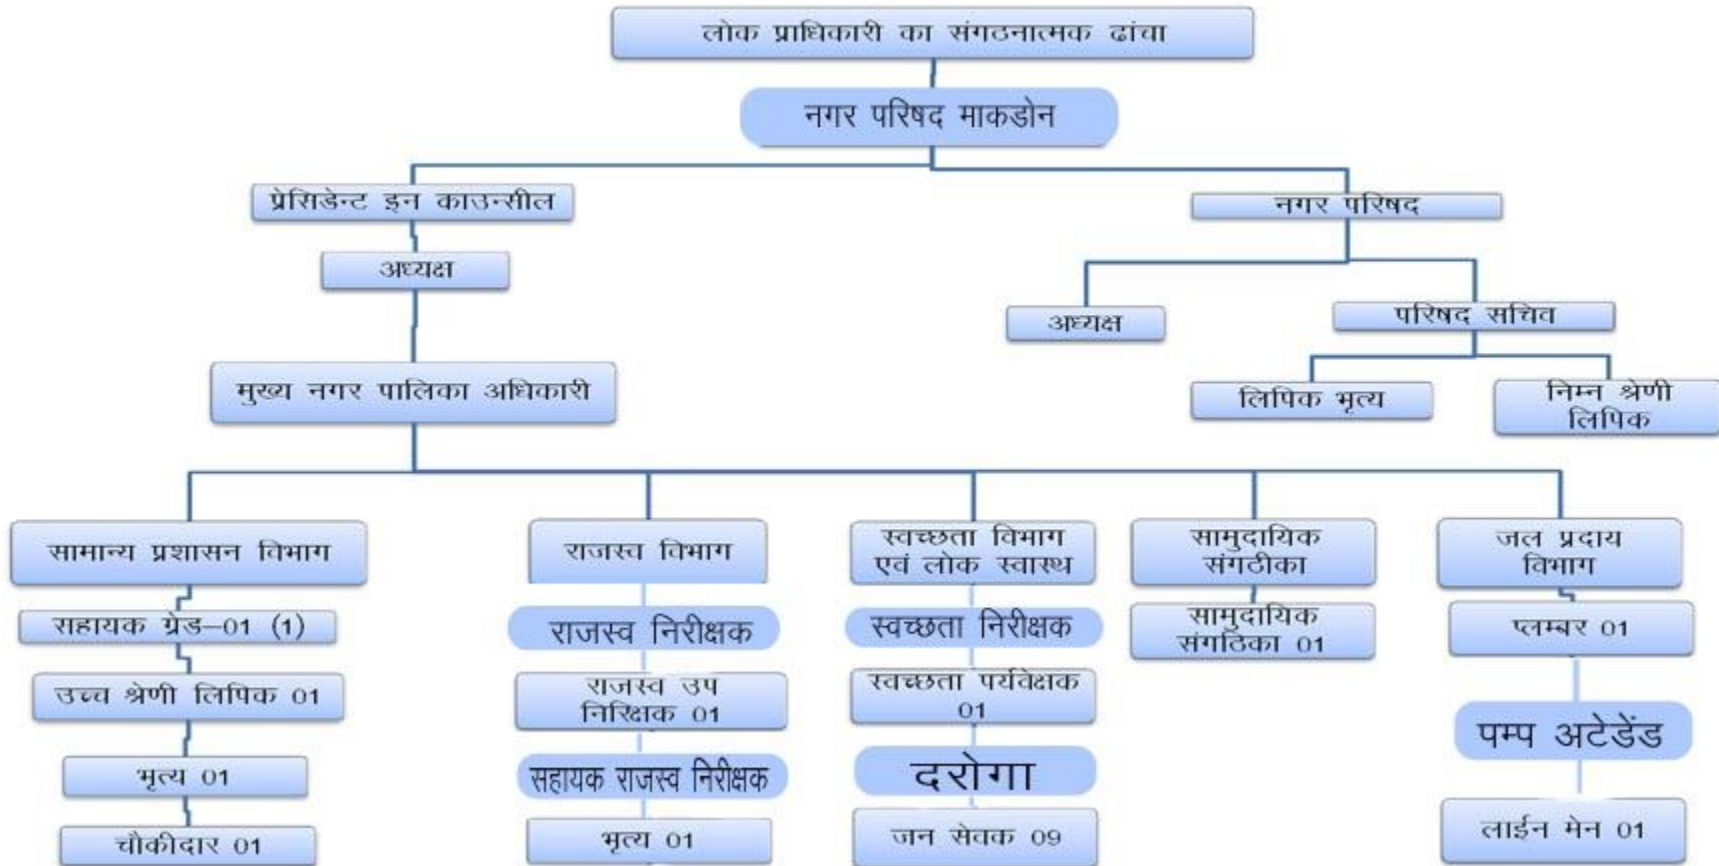 लोक प्राधिकारी का संगठनात्मक ढांचा
नगर परिषद माकडोन
प्रेसिडेन्ट इन काउन्सील
नगर परिषद
अध्यक्ष
अध्यक्ष
परिषद सचिव
मुख्य नगर पालिका अधिकारी
लिपिक भृत्य
निम्न श्रेणी
लिपिक
सामान्य प्रशासन विभाग
सहायक ग्रेड–01 (1)
उच्च श्रेणी लिपिक 01
भृत्य 01
चौकीदार 01
राजस्व विभाग
राजस्व निरीक्षक
राजस्व उप
निरिक्षक 01
सहायक राजस्व निरीक्षक
भृत्य 01
स्वच्छता विभाग
एवं लोक स्वास्थ
स्वच्छता निरीक्षक
स्वच्छता पर्यवेक्षक
01
दरोगा
जन सेवक 09
सामुदायिक
संगठीका
सामुदायिक
संगठिका 01
जल प्रदाय
विभाग
प्लम्बर 01
पम्प अटेडेंड
लाईन मेन 01